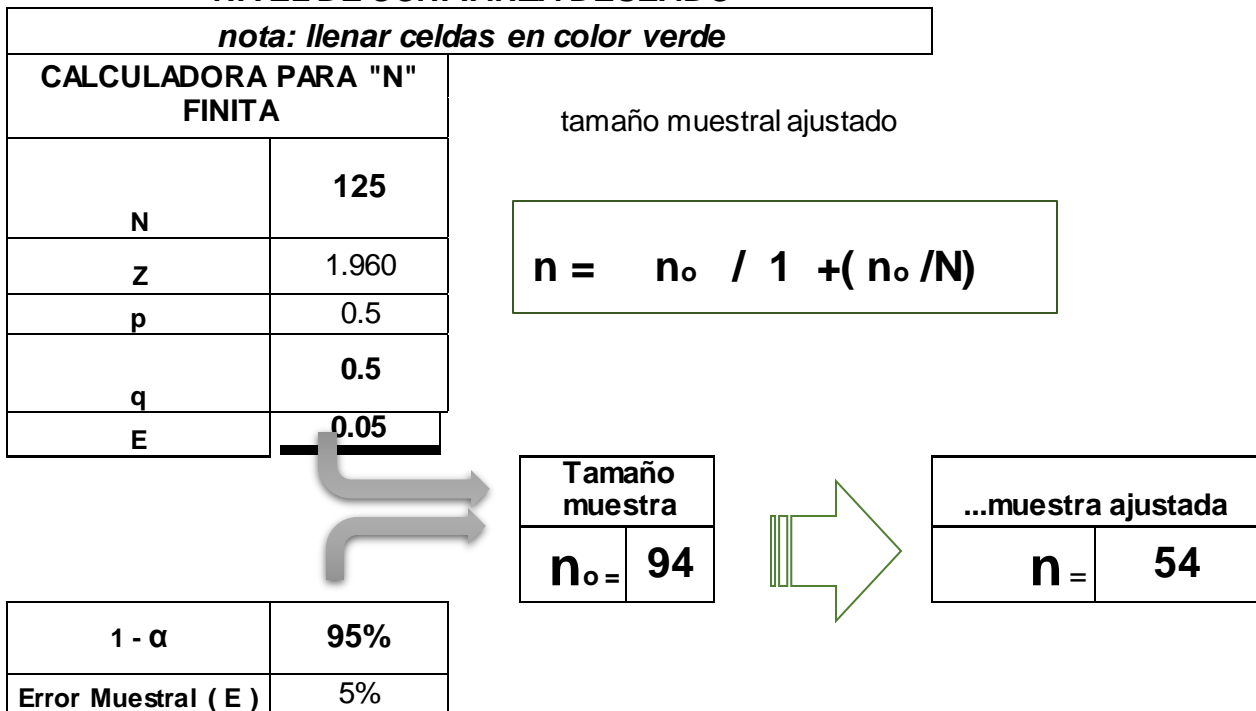 nota: llenar celdas en color verde
CALCULADORA PARA "N"
FINITA
tamaño muestral ajustado
N 125
Z 1.960
p 0.5
q 0.5
E 0.05
n = nₒ / 1 +( nₒ /N)
Tamaño
muestra
nₒ = 94
...muestra ajustada
n = 54
1 - α 95%
Error Muestral ( E ) 5%